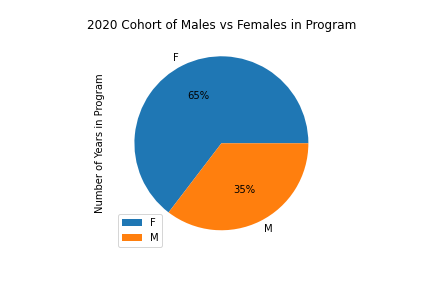 2020 Cohort of Males vs Females in Program
F
65%
Number of Years in Program
35%
M
F
M